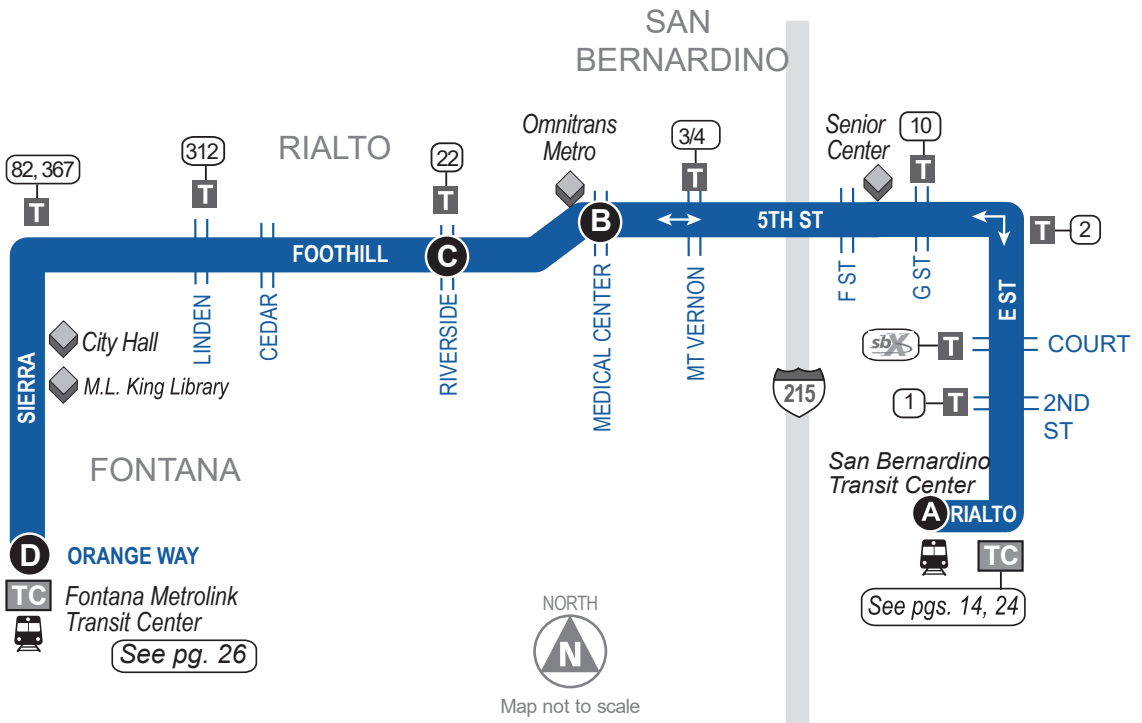 SAN
BERNARDINO
RIALTO
82, 367
T
312
T
22
T
Omnitrans
Metro
3/4
T
Senior
Center
10
T
B
5TH ST
T
2
FOOTHILL
C
LINDEN
CEDAR
RIVERSIDE
MEDICAL CENTER
MT VERNON
F ST
G ST
E ST
sbX
T
COURT
1
T
2ND
ST
215
SIERRA
City Hall
M.L. King Library
FONTANA
San Bernardino
Transit Center
A
RIALTO
TC
See pgs. 14, 24
D
ORANGE WAY
TC
Fontana Metrolink
Transit Center
See pg. 26
NORTH
N
Map not to scale